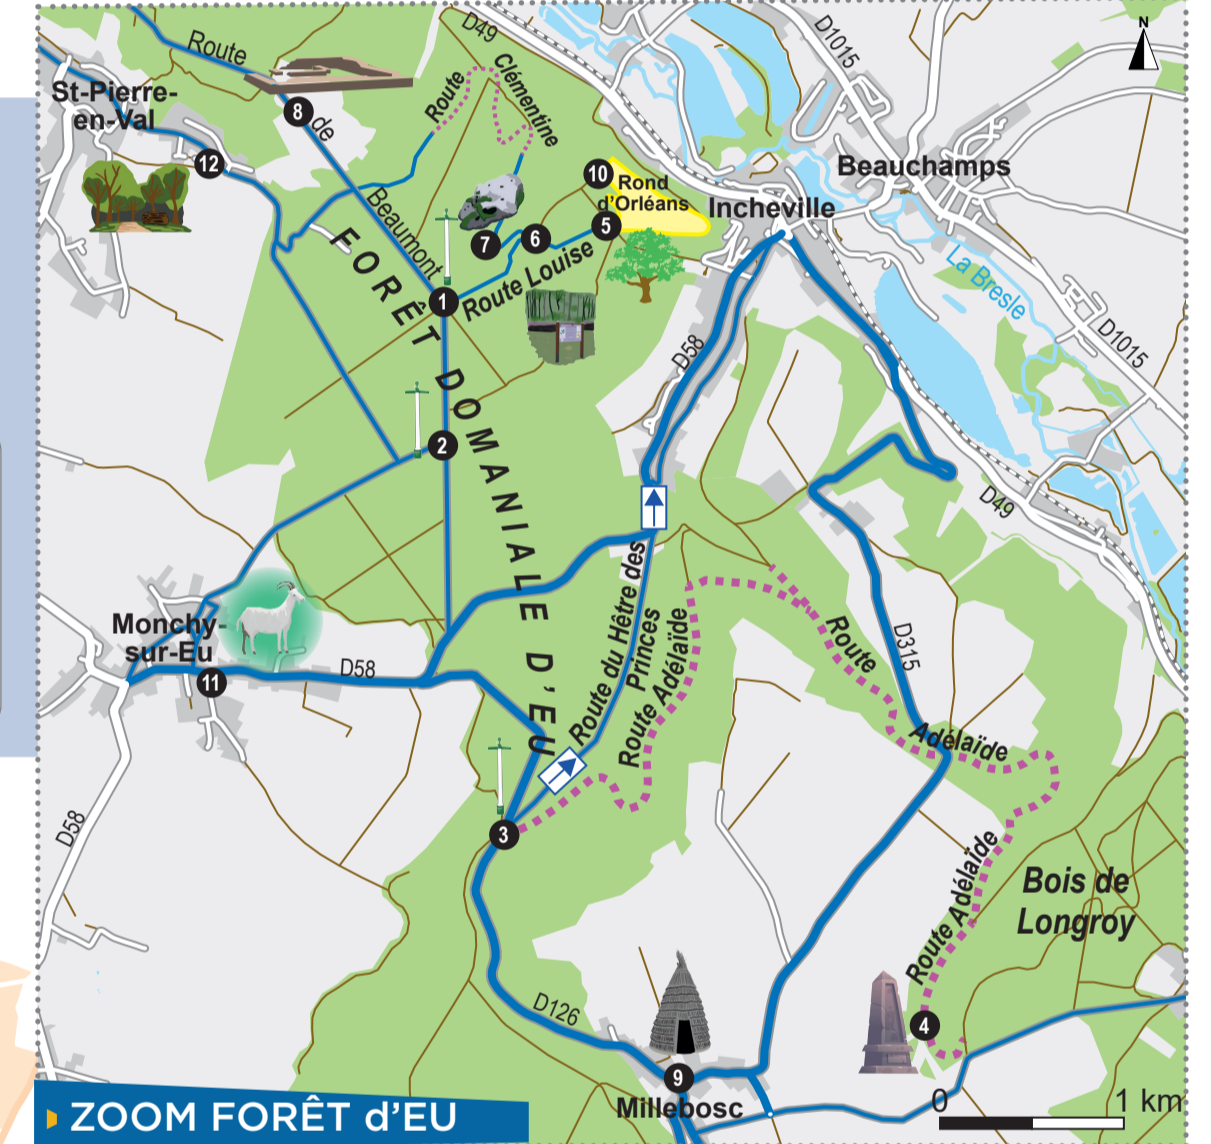 D49
D1015
N
Route
St-Pierre-
en-Val
8
de
Route
Clémentine
12
Beauchamps
10
Rond
d'Orléans
Incheville
5
6
7
Beaumont
La Bresle
1
Route Louise
D1015
D58
2
FORÊT DOMANIALE D'EU
D49
Monchy-
sur-Eu
11
D58
Route du Hêtre des
Princes
Route Adélaïde
Route
D315
Adélaïde
3
D58
Route Adélaïde
Bois de
Longroy
D126
4
9
Millebosc
0
1 km
ZOOM FORÊT d'EU